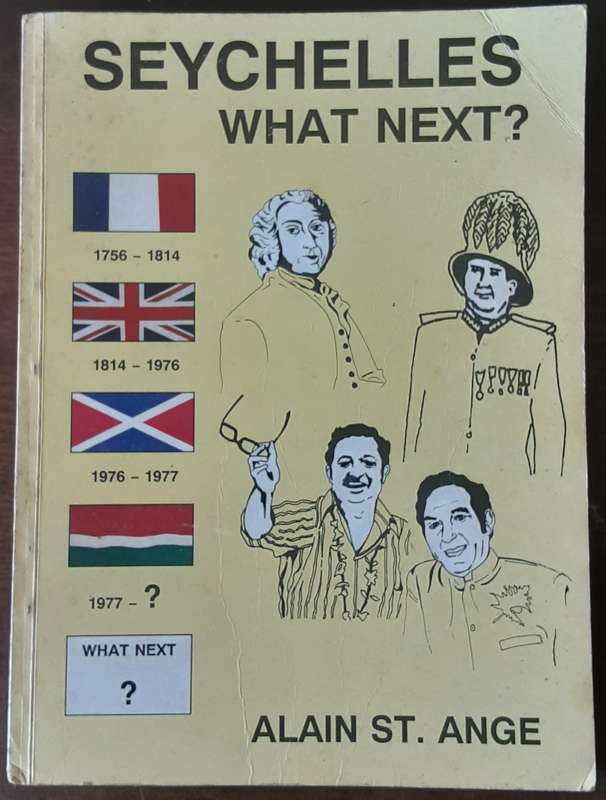 SEYCHELLES
WHAT NEXT?
1756 – 1814
1814 – 1976
1976 – 1977
1977 – ?
WHAT NEXT
?
ALAIN ST. ANGE